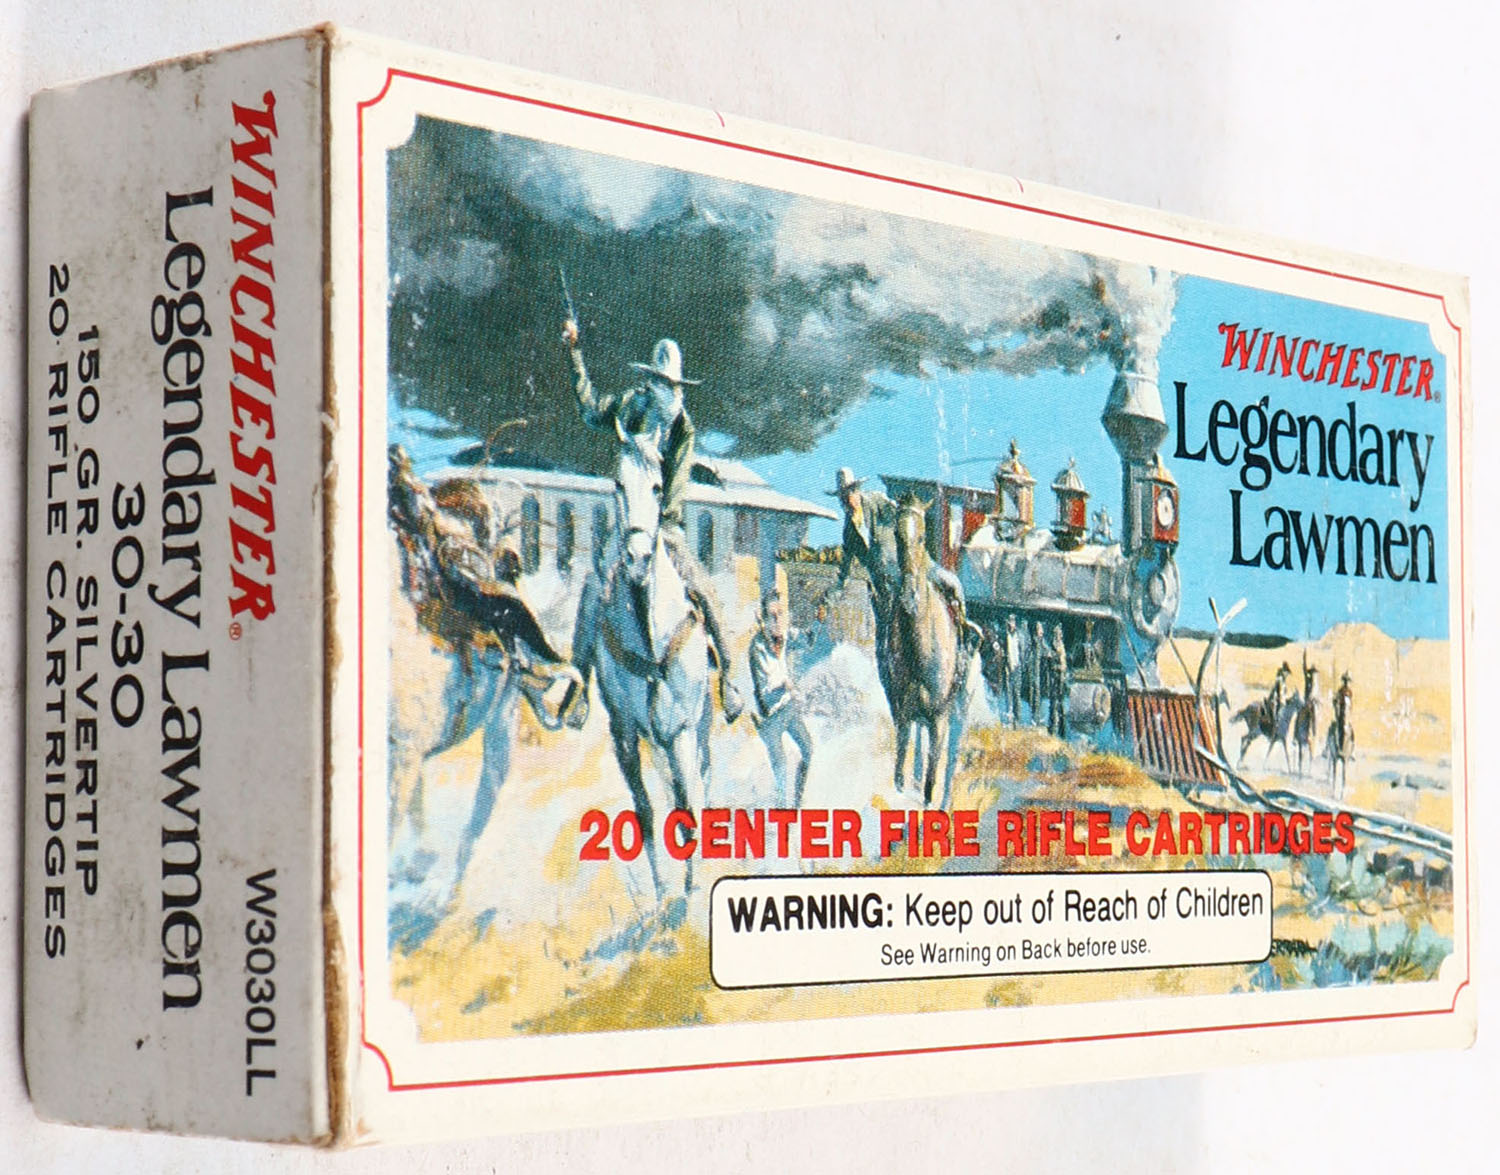 WINCHESTER®
Legendary
Lawmen
20 CENTER FIRE RIFLE CARTRIDGES
WARNING: Keep out of Reach of Children
See Warning on Back before use.
WINCHESTER® W3030LL
Legendary Lawmen
30-30
150 GR. SILVERTIP
20 RIFLE CARTRIDGES